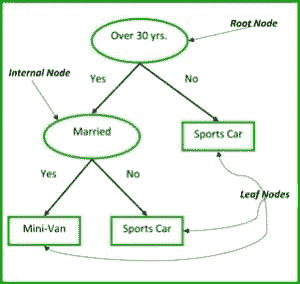 Over 30 yrs.
Root Node
Internal Node
Yes
No
Married
Sports Car
Yes
No
Leaf Nodes
Mini-Van
Sports Car